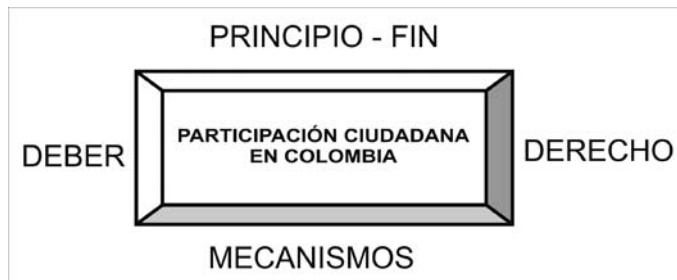 PRINCIPIO - FIN
DEBER
PARTICIPACIÓN CIUDADANA
EN COLOMBIA
DERECHO
MECANISMOS